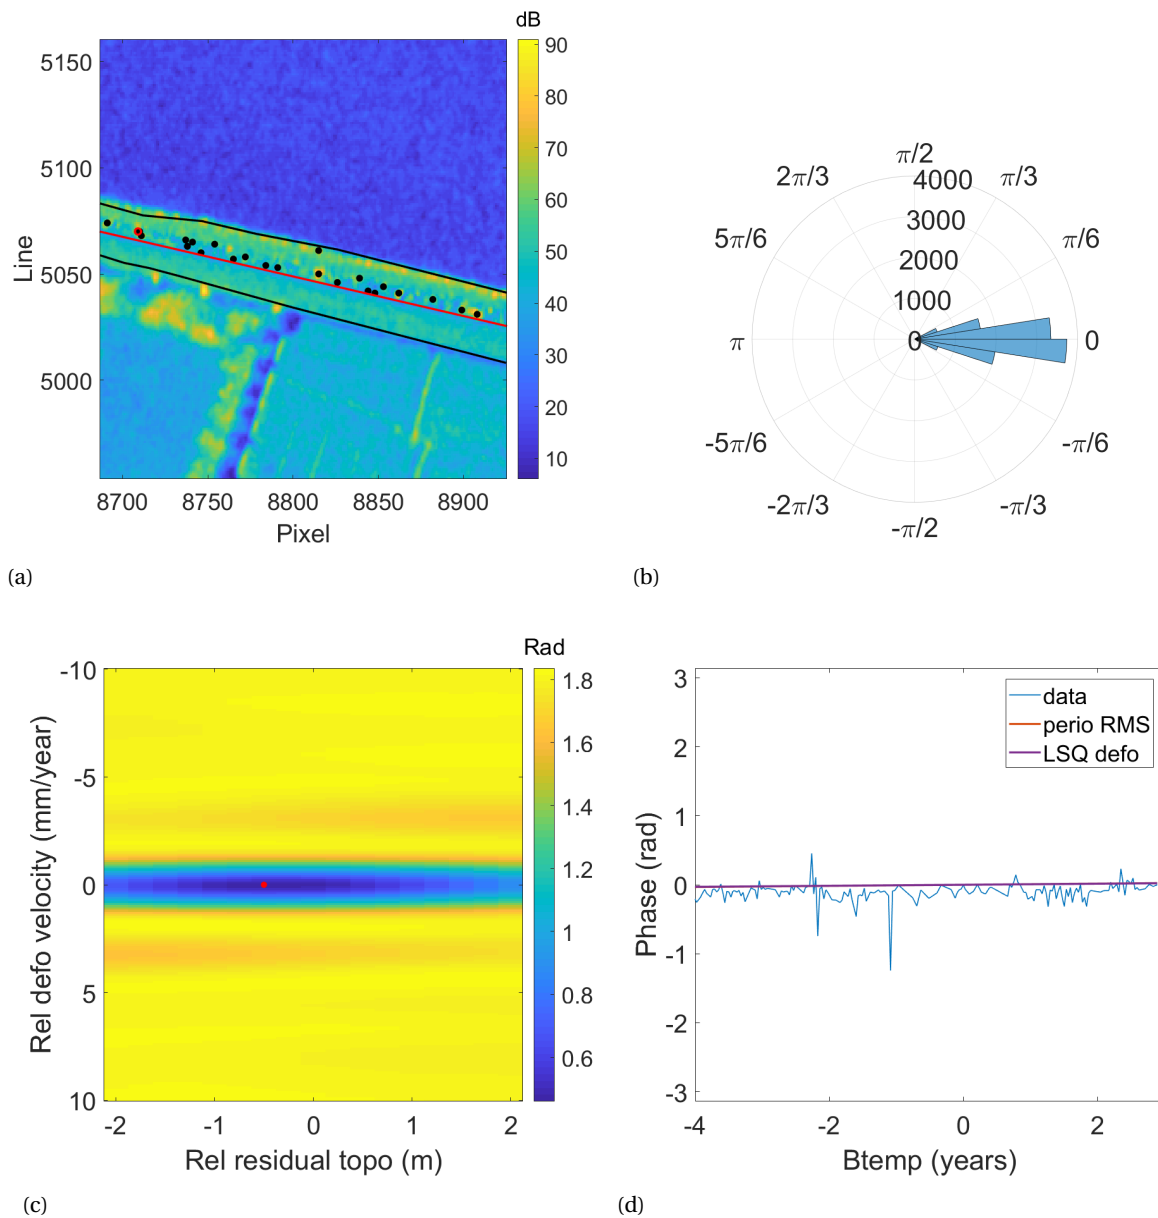 dB
5150
5100
5050
5000
Line
8700 8750 8800 8850 8900
Pixel
90
80
70
60
50
40
30
20
10
(a)
π/2
2π/3 π/3
5π/6 π/6
π 0
-5π/6 -π/6
-2π/3 -π/3
-π/2
4000
3000
2000
1000
0
(b)
Rad
-10
-5
0
5
10
Rel defo velocity (mm/year)
-2 -1 0 1 2
Rel residual topo (m)
1.8
1.6
1.4
1.2
1
0.8
0.6
(c)
3
2
1
0
-1
-2
-3
Phase (rad)
-4 -2 0 2
Btemp (years)
data
perio RMS
LSQ defo
(d)